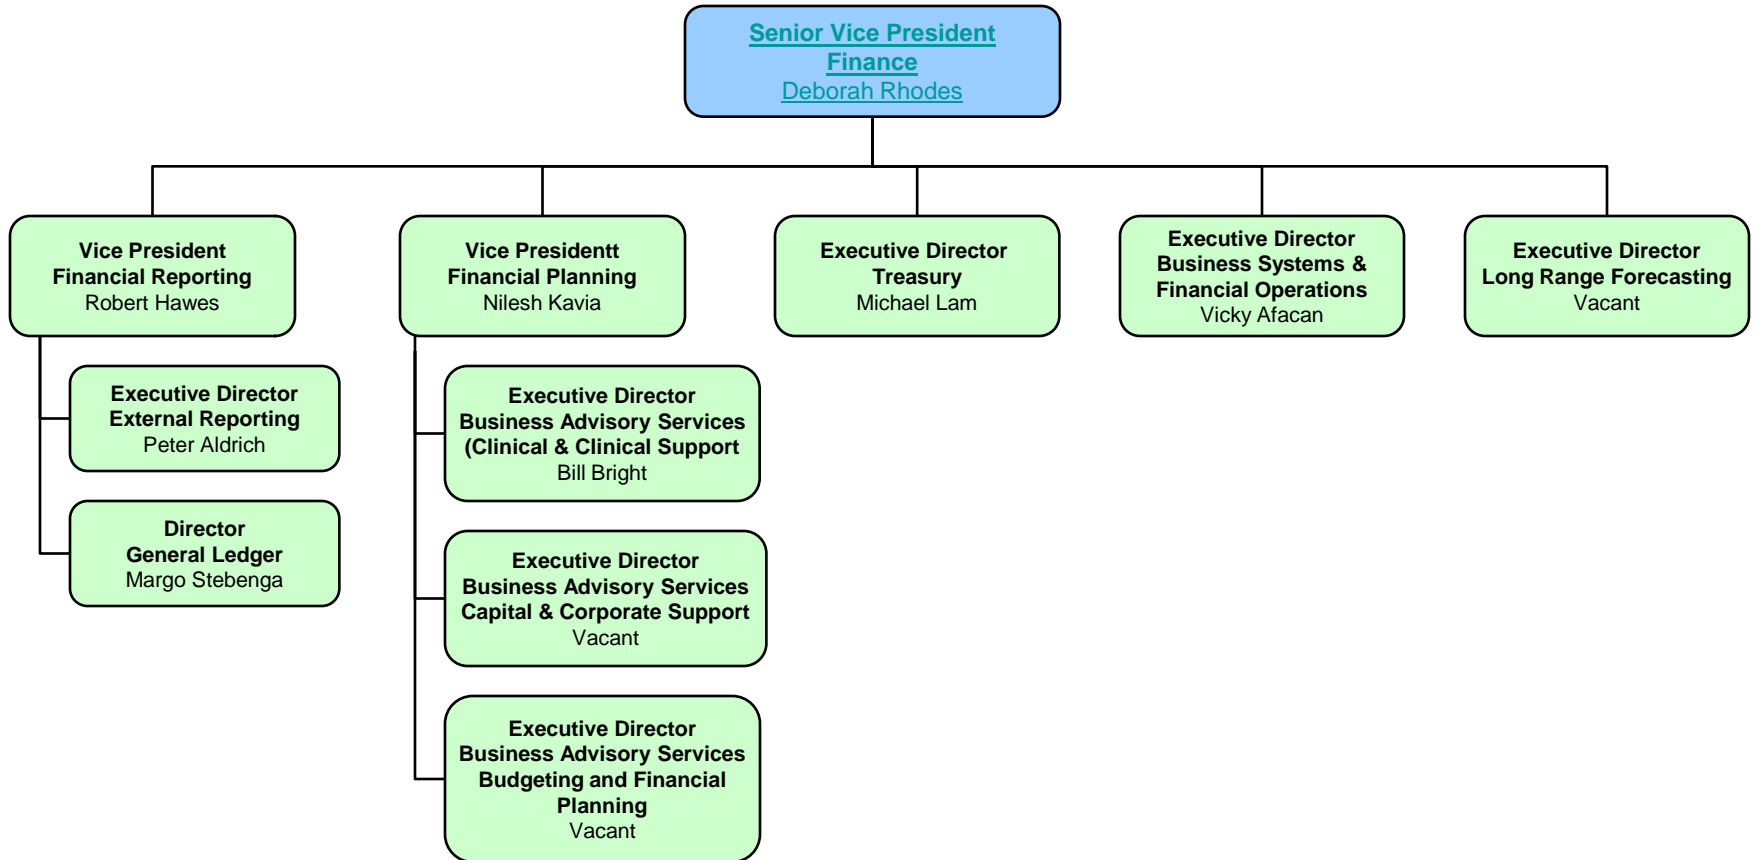 Senior Vice President
Finance
Deborah Rhodes
Vice President
Financial Reporting
Robert Hawes
Vice Presidentt
Financial Planning
Nilesh Kavia
Executive Director
Treasury
Michael Lam
Executive Director
Business Systems &
Financial Operations
Vicky Afacan
Executive Director
Long Range Forecasting
Vacant
Executive Director
External Reporting
Peter Aldrich
Director
General Ledger
Margo Stebenga
Executive Director
Business Advisory Services
(Clinical & Clinical Support
Bill Bright
Executive Director
Business Advisory Services
Capital & Corporate Support
Vacant
Executive Director
Business Advisory Services
Budgeting and Financial
Planning
Vacant